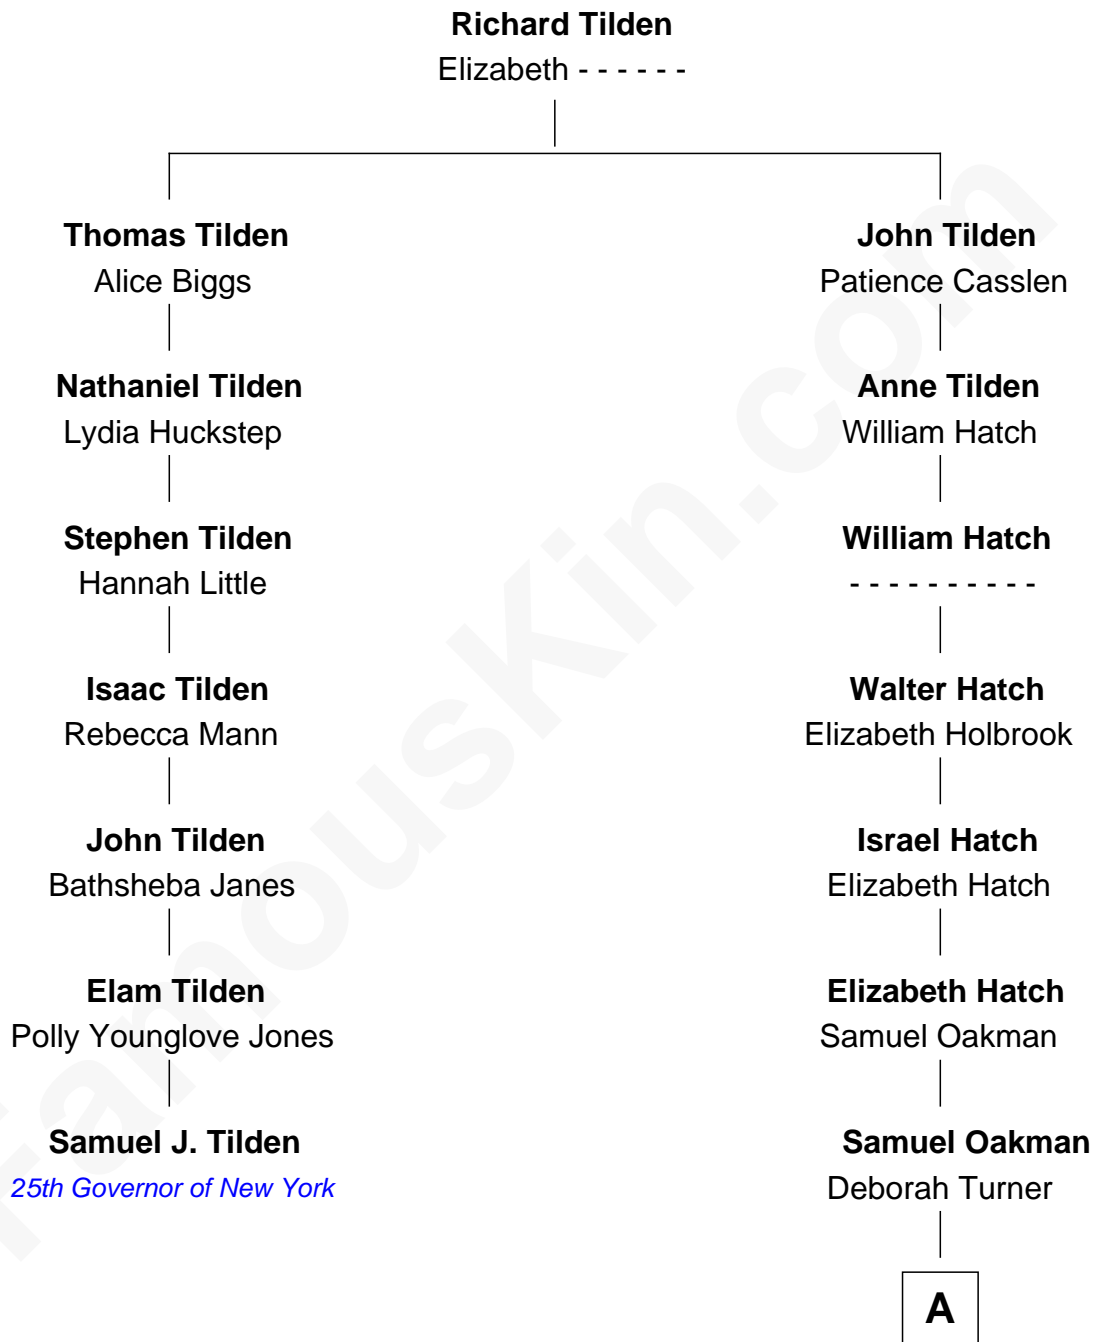 Richard Tilden
Elizabeth - - - - - -
Thomas Tilden
Alice Biggs
John Tilden
Patience Casslen
Nathaniel Tilden
Lydia Huckstep
Anne Tilden
William Hatch
Stephen Tilden
Hannah Little
William Hatch
- - - - - - - - - -
Isaac Tilden
Rebecca Mann
Walter Hatch
Elizabeth Holbrook
John Tilden
Bathsheba Janes
Israel Hatch
Elizabeth Hatch
Elam Tilden
Polly Younglove Jones
Elizabeth Hatch
Samuel Oakman
Samuel J. Tilden
25th Governor of New York
Samuel Oakman
Deborah Turner
A
FamousKin.com